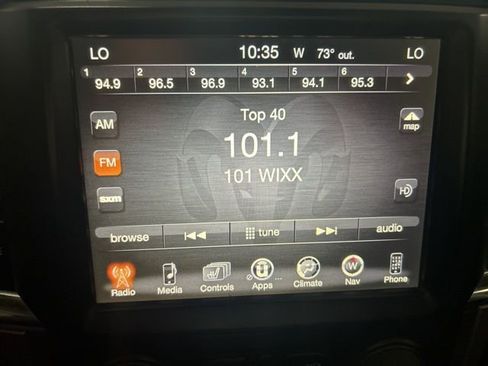 LO 10:35 W 73° out. LO
1 2 3 4 5 6
94.9 96.5 96.9 93.1 94.1 95.3
Top 40
AM
map
101.1
FM
101 WIXX
sxm
HD
browse tune audio
Radio Media Controls Apps Climate Nav Phone
W